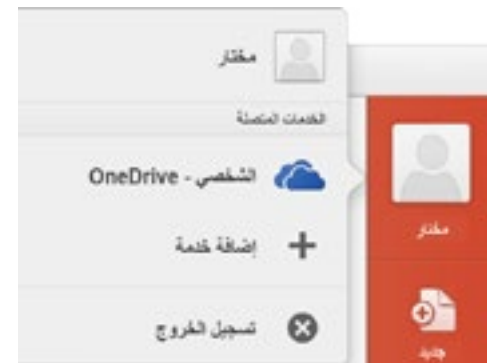 مختار
الخدمات المتصلة
OneDrive - الشخصي
إضافة خدمة
تسجيل الخروج
مختار
جديد